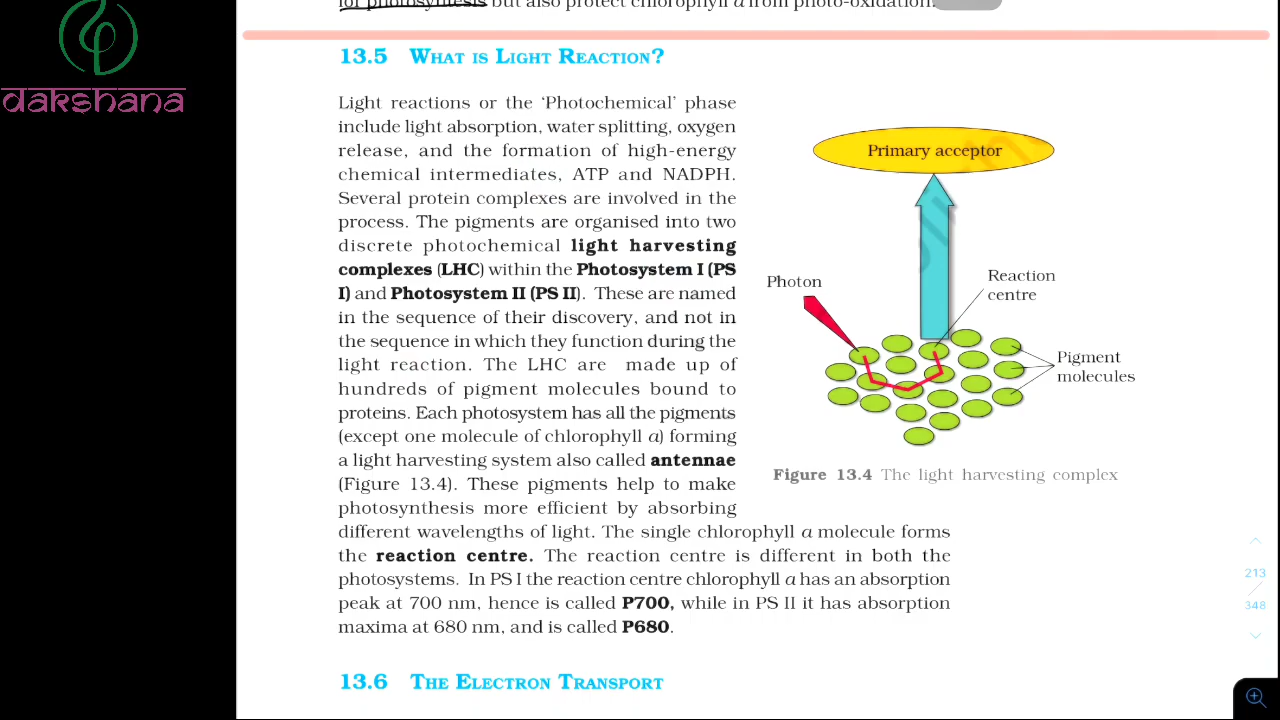 for photosynthesis but also protect chlorophyll a from photo-oxidation.
dakshana
13.5 WHAT IS LIGHT REACTION?
Light reactions or the ‘Photochemical’ phase
include light absorption, water splitting, oxygen
release, and the formation of high-energy
chemical intermediates, ATP and NADPH.
Several protein complexes are involved in the
process. The pigments are organised into two
discrete photochemical light harvesting
complexes (LHC) within the Photosystem I (PS
I) and Photosystem II (PS II). These are named
in the sequence of their discovery, and not in
the sequence in which they function during the
light reaction. The LHC are made up of
hundreds of pigment molecules bound to
proteins. Each photosystem has all the pigments
(except one molecule of chlorophyll a) forming
a light harvesting system also called antennae
(Figure 13.4). These pigments help to make
photosynthesis more efficient by absorbing
different wavelengths of light. The single chlorophyll a molecule forms
the reaction centre. The reaction centre is different in both the
photosystems. In PS I the reaction centre chlorophyll a has an absorption
peak at 700 nm, hence is called P700, while in PS II it has absorption
maxima at 680 nm, and is called P680.
Primary acceptor
Photon
Reaction
centre
Pigment
molecules
Figure 13.4 The light harvesting complex
213
348
13.6 THE ELECTRON TRANSPORT